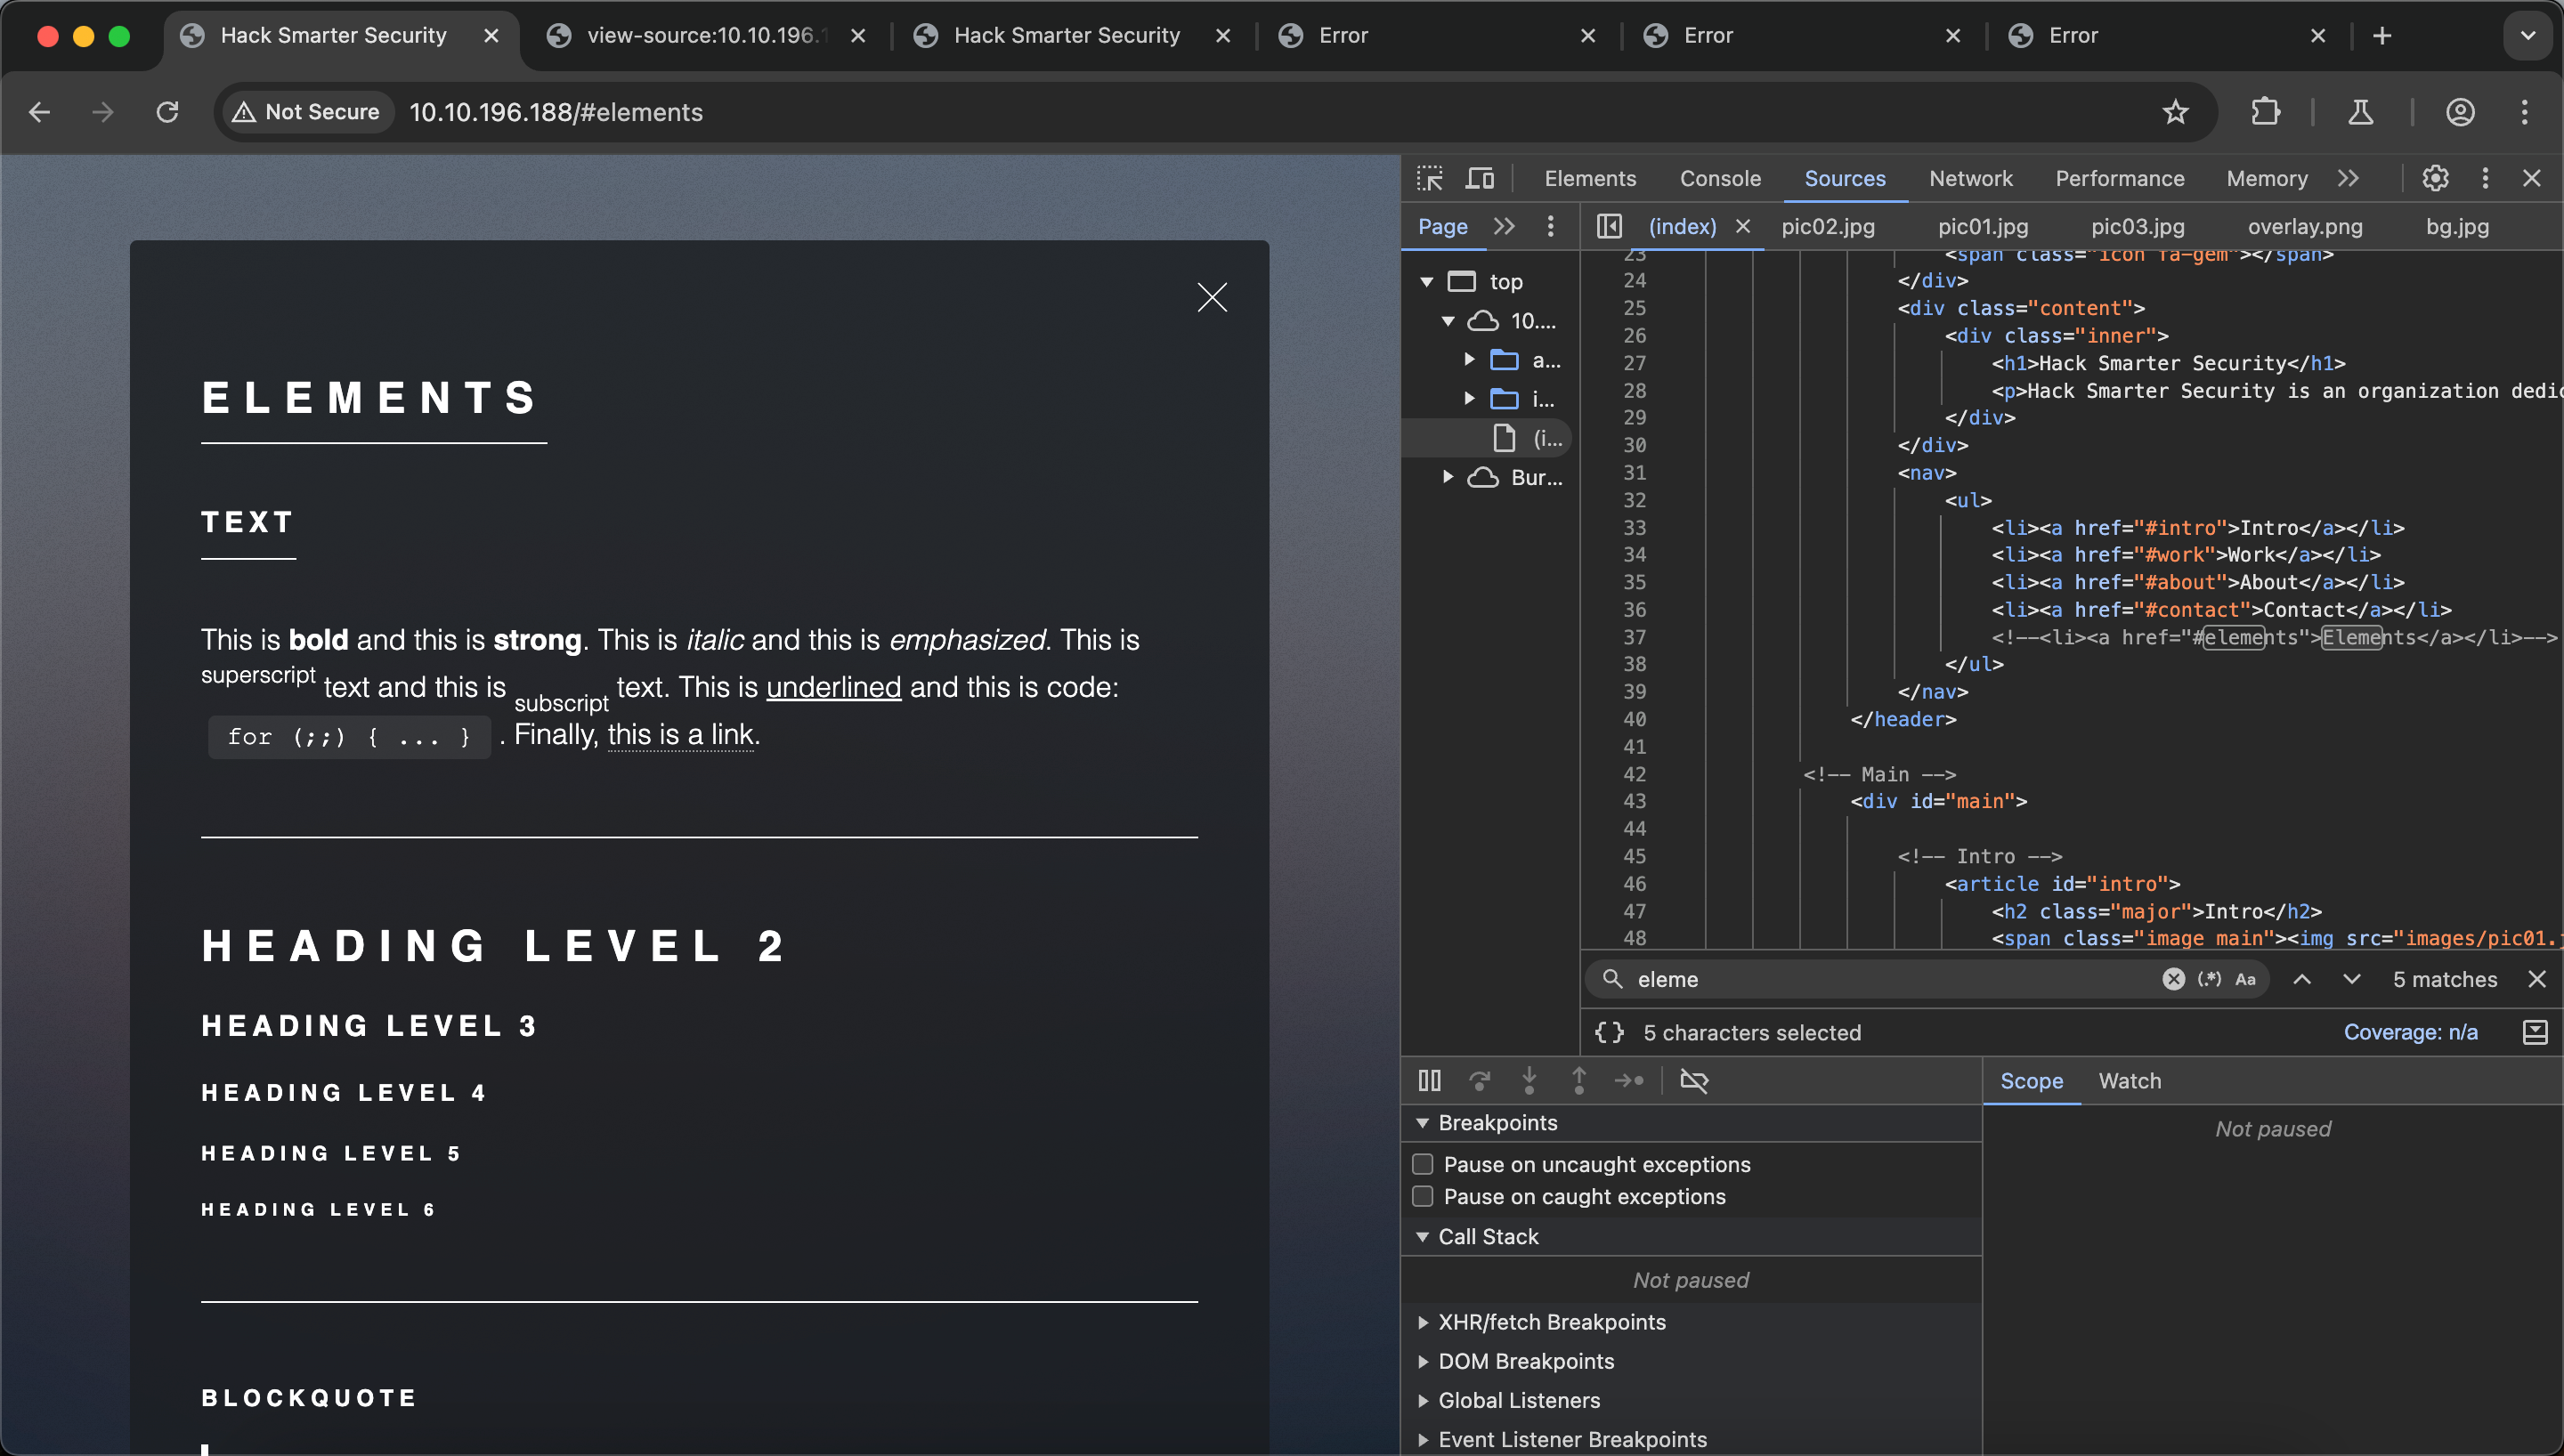 Hack Smarter Security
view-source:10.10.196.1
Hack Smarter Security
Error
Error
Error
Not Secure
10.10.196.188/#elements
Elements
Console
Sources
Network
Performance
Memory
Page
(index)
pic02.jpg
pic01.jpg
pic03.jpg
overlay.png
bg.jpg
top
10....
a...
i...
(i...
Bur...
23 <span class="icon fa-gem"></span>
24 </div>
25 <div class="content">
26 <div class="inner">
27 <h1>Hack Smarter Security</h1>
28 <p>Hack Smarter Security is an organization dedic
29 </div>
30 </div>
31 <nav>
32 <ul>
33 <li><a href="#intro">Intro</a></li>
34 <li><a href="#work">Work</a></li>
35 <li><a href="#about">About</a></li>
36 <li><a href="#contact">Contact</a></li>
37 <!--<li><a href="#elements">Elements</a></li>-->
38 </ul>
39 </nav>
40 </header>
41
42 <!-- Main -->
43 <div id="main">
44
45 <!-- Intro -->
46 <article id="intro">
47 <h2 class="major">Intro</h2>
48 <span class="image main"><img src="images/pic01.j
eleme
(.*)
Aa
5 matches
{} 5 characters selected
Coverage: n/a
Scope
Watch
Not paused
Breakpoints
Pause on uncaught exceptions
Pause on caught exceptions
Call Stack
Not paused
XHR/fetch Breakpoints
DOM Breakpoints
Global Listeners
Event Listener Breakpoints
ELEMENTS
TEXT
This is bold and this is strong. This is italic and this is emphasized. This is
superscript text and this is subscript text. This is underlined and this is code:
for (;;) { ... } . Finally, this is a link.
HEADING LEVEL 2
HEADING LEVEL 3
HEADING LEVEL 4
HEADING LEVEL 5
HEADING LEVEL 6
BLOCKQUOTE